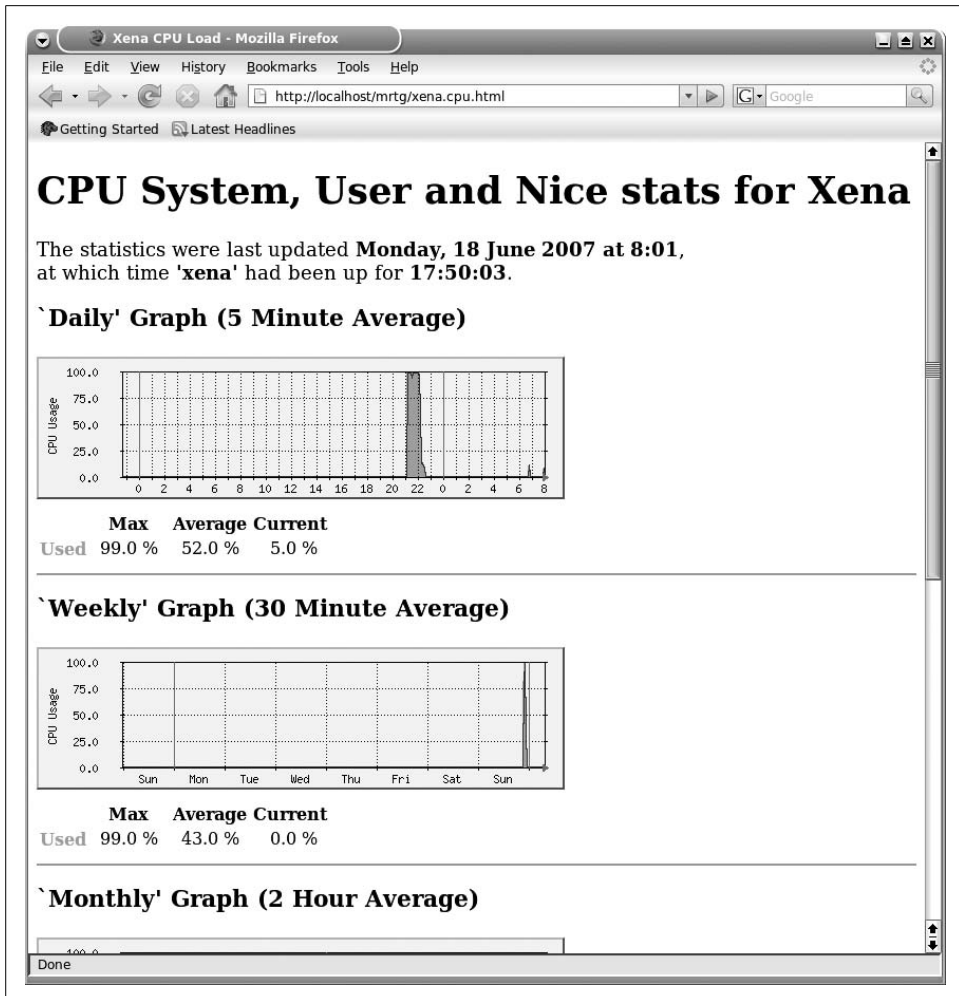 Xena CPU Load - Mozilla Firefox
File Edit View History Bookmarks Tools Help
http://localhost/mrtg/xena.cpu.html
G Google
Getting Started Latest Headlines
CPU System, User and Nice stats for Xena
The statistics were last updated Monday, 18 June 2007 at 8:01,
at which time 'xena' had been up for 17:50:03.
`Daily' Graph (5 Minute Average)
CPU Usage
100.0
75.0
50.0
25.0
0.0
0 2 4 6 8 10 12 14 16 18 20 22 0 2 4 6 8
Max Average Current
Used 99.0 % 52.0 % 5.0 %
`Weekly' Graph (30 Minute Average)
CPU Usage
100.0
75.0
50.0
25.0
0.0
Sun Mon Tue Wed Thu Fri Sat Sun
Max Average Current
Used 99.0 % 43.0 % 0.0 %
`Monthly' Graph (2 Hour Average)
100.0
Done